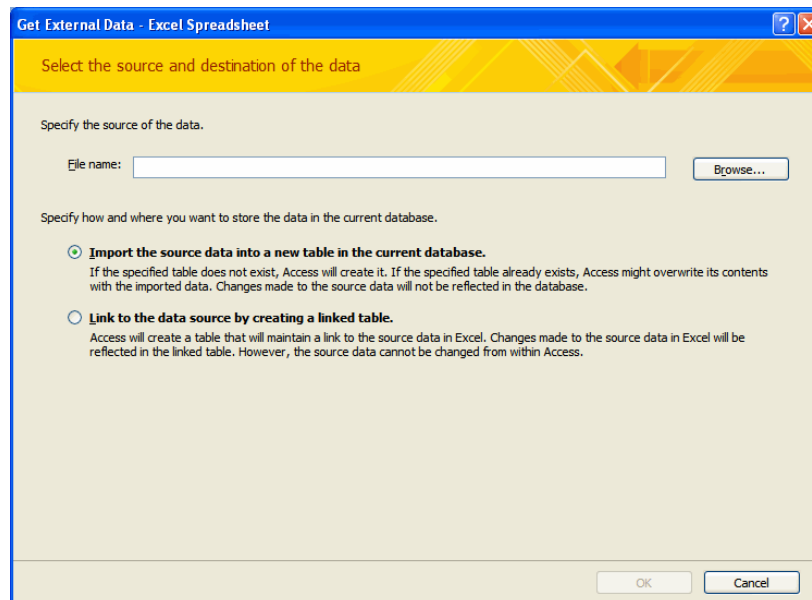 Get External Data - Excel Spreadsheet
Select the source and destination of the data
Specify the source of the data.
File name:
Browse...
Specify how and where you want to store the data in the current database.
Import the source data into a new table in the current database.
If the specified table does not exist, Access will create it. If the specified table already exists, Access might overwrite its contents
with the imported data. Changes made to the source data will not be reflected in the database.
Link to the data source by creating a linked table.
Access will create a table that will maintain a link to the source data in Excel. Changes made to the source data in Excel will be
reflected in the linked table. However, the source data cannot be changed from within Access.
OK
Cancel